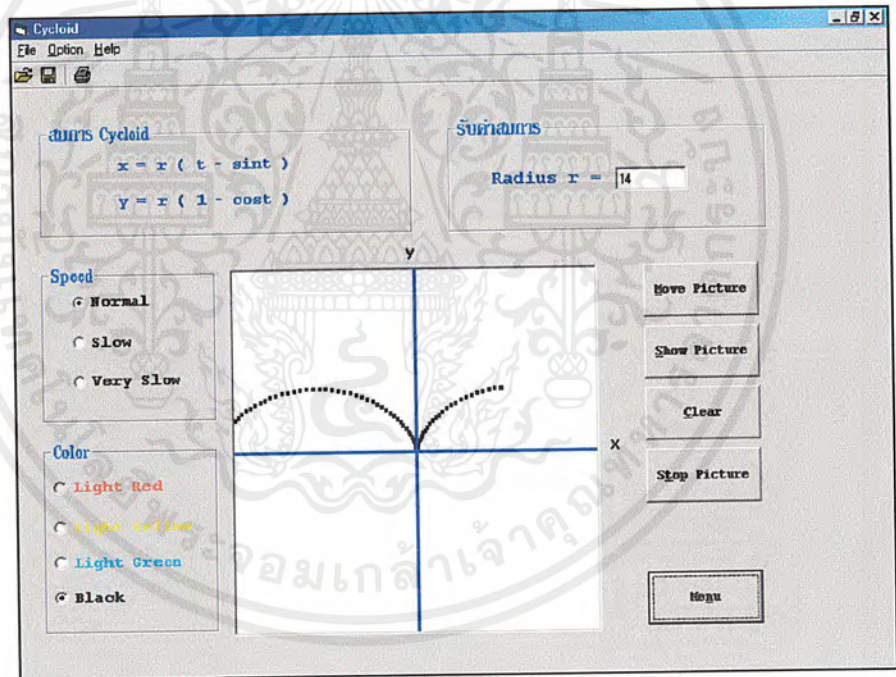 Cycloid
File Option Help
สมการ Cycloid
x = r ( t - sint )
y = r ( 1 - cost )
รับค่าสมการ
Radius r = 14
Speed
Normal
Slow
Very Slow
Color
Light Red
Light Yellow
Light Green
Black
y
x
Move Picture
Show Picture
Clear
Stop Picture
Menu